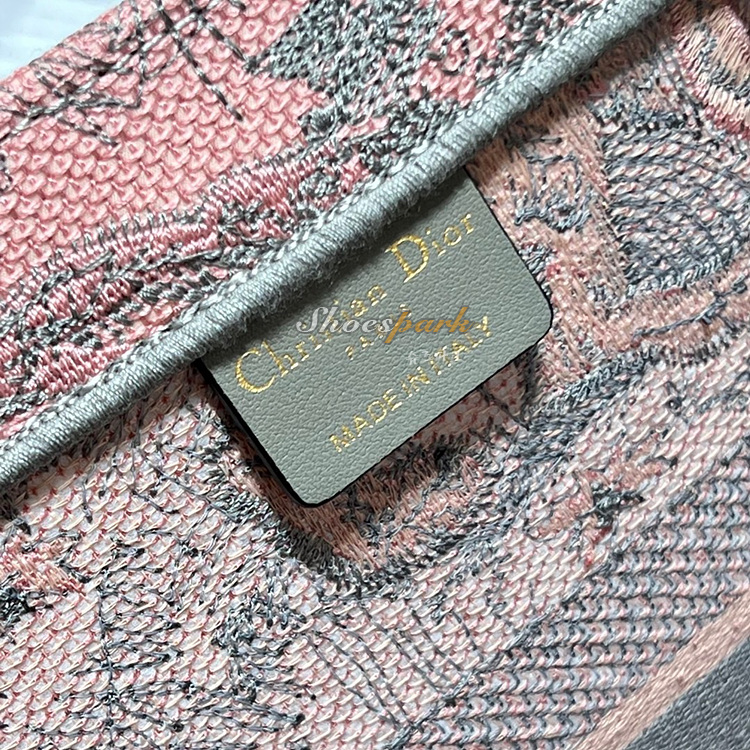 Christian Dior
PARIS
MADE IN ITALY
Shoespark